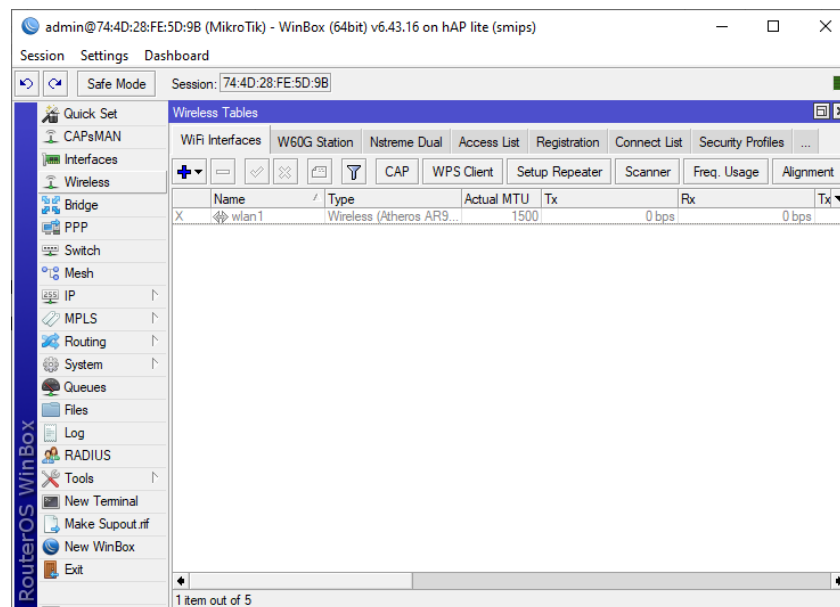 admin@74:4D:28:FE:5D:9B (MikroTik) - WinBox (64bit) v6.43.16 on hAP lite (smips)
Session Settings Dashboard
Safe Mode Session: 74:4D:28:FE:5D:9B
Quick Set
CAPsMAN
Interfaces
Wireless
Bridge
PPP
Switch
Mesh
IP
MPLS
Routing
System
Queues
Files
Log
RADIUS
Tools
New Terminal
Make Supout.rif
New WinBox
Exit
RouterOS WinBox
Wireless Tables
WiFi Interfaces W60G Station Nstreme Dual Access List Registration Connect List Security Profiles ...
CAP WPS Client Setup Repeater Scanner Freq. Usage Alignment
Name / Type Actual MTU Tx Rx Tx
X wlan1 Wireless (Atheros AR9... 1500 0 bps 0 bps
1 item out of 5